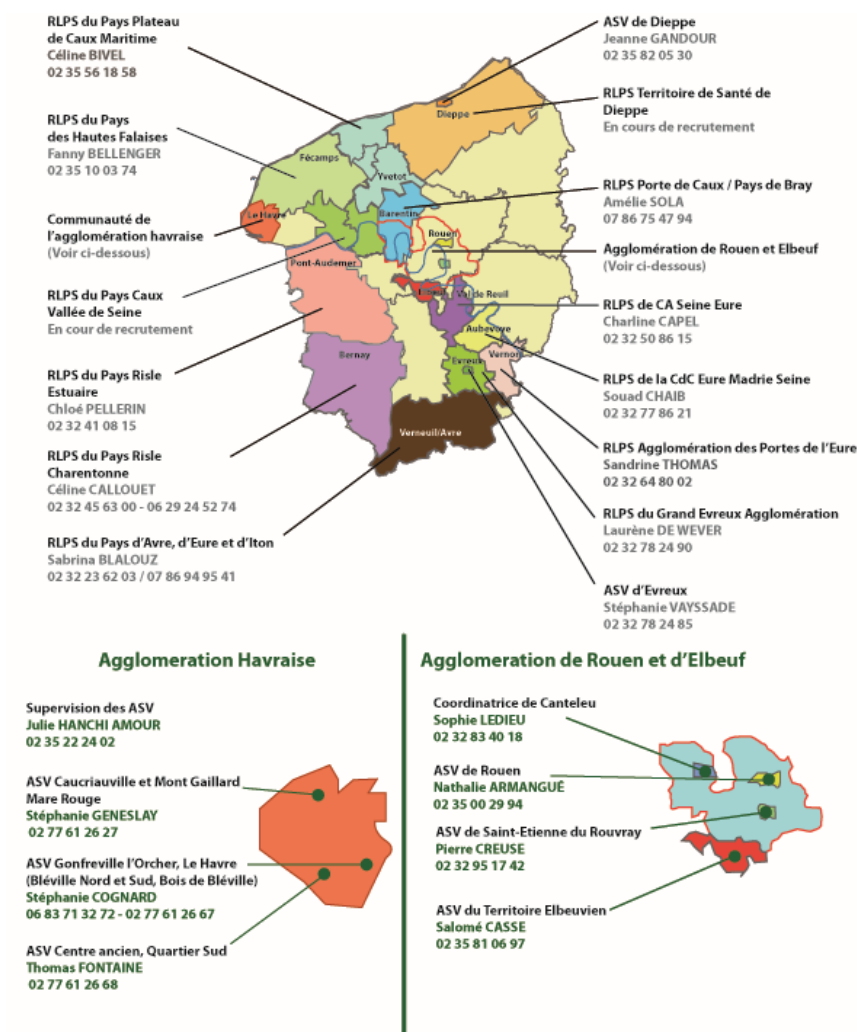 RLPS du Pays Plateau
de Caux Maritime
Céline BIVEL
02 35 56 18 58
RLPS du Pays
des Hautes Falaises
Fanny BELLENGER
02 35 10 03 74
Communauté de
l'agglomération havraise
(Voir ci-dessous)
RLPS du Pays Caux
Vallée de Seine
En cour de recrutement
RLPS du Pays Risle
Estuaire
Chloé PELLERIN
02 32 41 08 15
RLPS du Pays Risle
Charentonne
Céline CALLOUET
02 32 45 63 00 - 06 29 24 52 74
RLPS du Pays d'Avre, d'Eure et d'Iton
Sabrina BLALOUZ
02 32 23 62 03 / 07 86 94 95 41
Dieppe
Fécamps
Yvetot
Le Havre
Barentin
Rouen
Pont-Audemer
Elbeuf
Val de Reuil
Aubevoye
Bernay
Evreux
Vernon
Verneuil/Avre
ASV de Dieppe
Jeanne GANDOUR
02 35 82 05 30
RLPS Territoire de Santé de
Dieppe
En cours de recrutement
RLPS Porte de Caux / Pays de Bray
Amélie SOLA
07 86 75 47 94
Agglomération de Rouen et Elbeuf
(Voir ci-dessous)
RLPS de CA Seine Eure
Charline CAPEL
02 32 50 86 15
RLPS de la CdC Eure Madrie Seine
Souad CHAIB
02 32 77 86 21
RLPS Agglomération des Portes de l'Eure
Sandrine THOMAS
02 32 64 80 02
RLPS du Grand Evreux Agglomération
Laurène DE WEVER
02 32 78 24 90
ASV d'Evreux
Stéphanie VAYSSADE
02 32 78 24 85
Agglomeration Havraise
Supervision des ASV
Julie HANCHI AMOUR
02 35 22 24 02
ASV Caucriauville et Mont Gaillard
Mare Rouge
Stéphanie GENESLAY
02 77 61 26 27
ASV Gonfreville l'Orcher, Le Havre
(Bléville Nord et Sud, Bois de Bléville)
Stéphanie COGNARD
06 83 71 32 72 - 02 77 61 26 67
ASV Centre ancien, Quartier Sud
Thomas FONTAINE
02 77 61 26 68
Agglomeration de Rouen et d'Elbeuf
Coordinatrice de Canteleu
Sophie LEDIEU
02 32 83 40 18
ASV de Rouen
Nathalie ARMANGUÉ
02 35 00 29 94
ASV de Saint-Etienne du Rouvray
Pierre CREUSE
02 32 95 17 42
ASV du Territoire Elbeuvien
Salomé CASSE
02 35 81 06 97